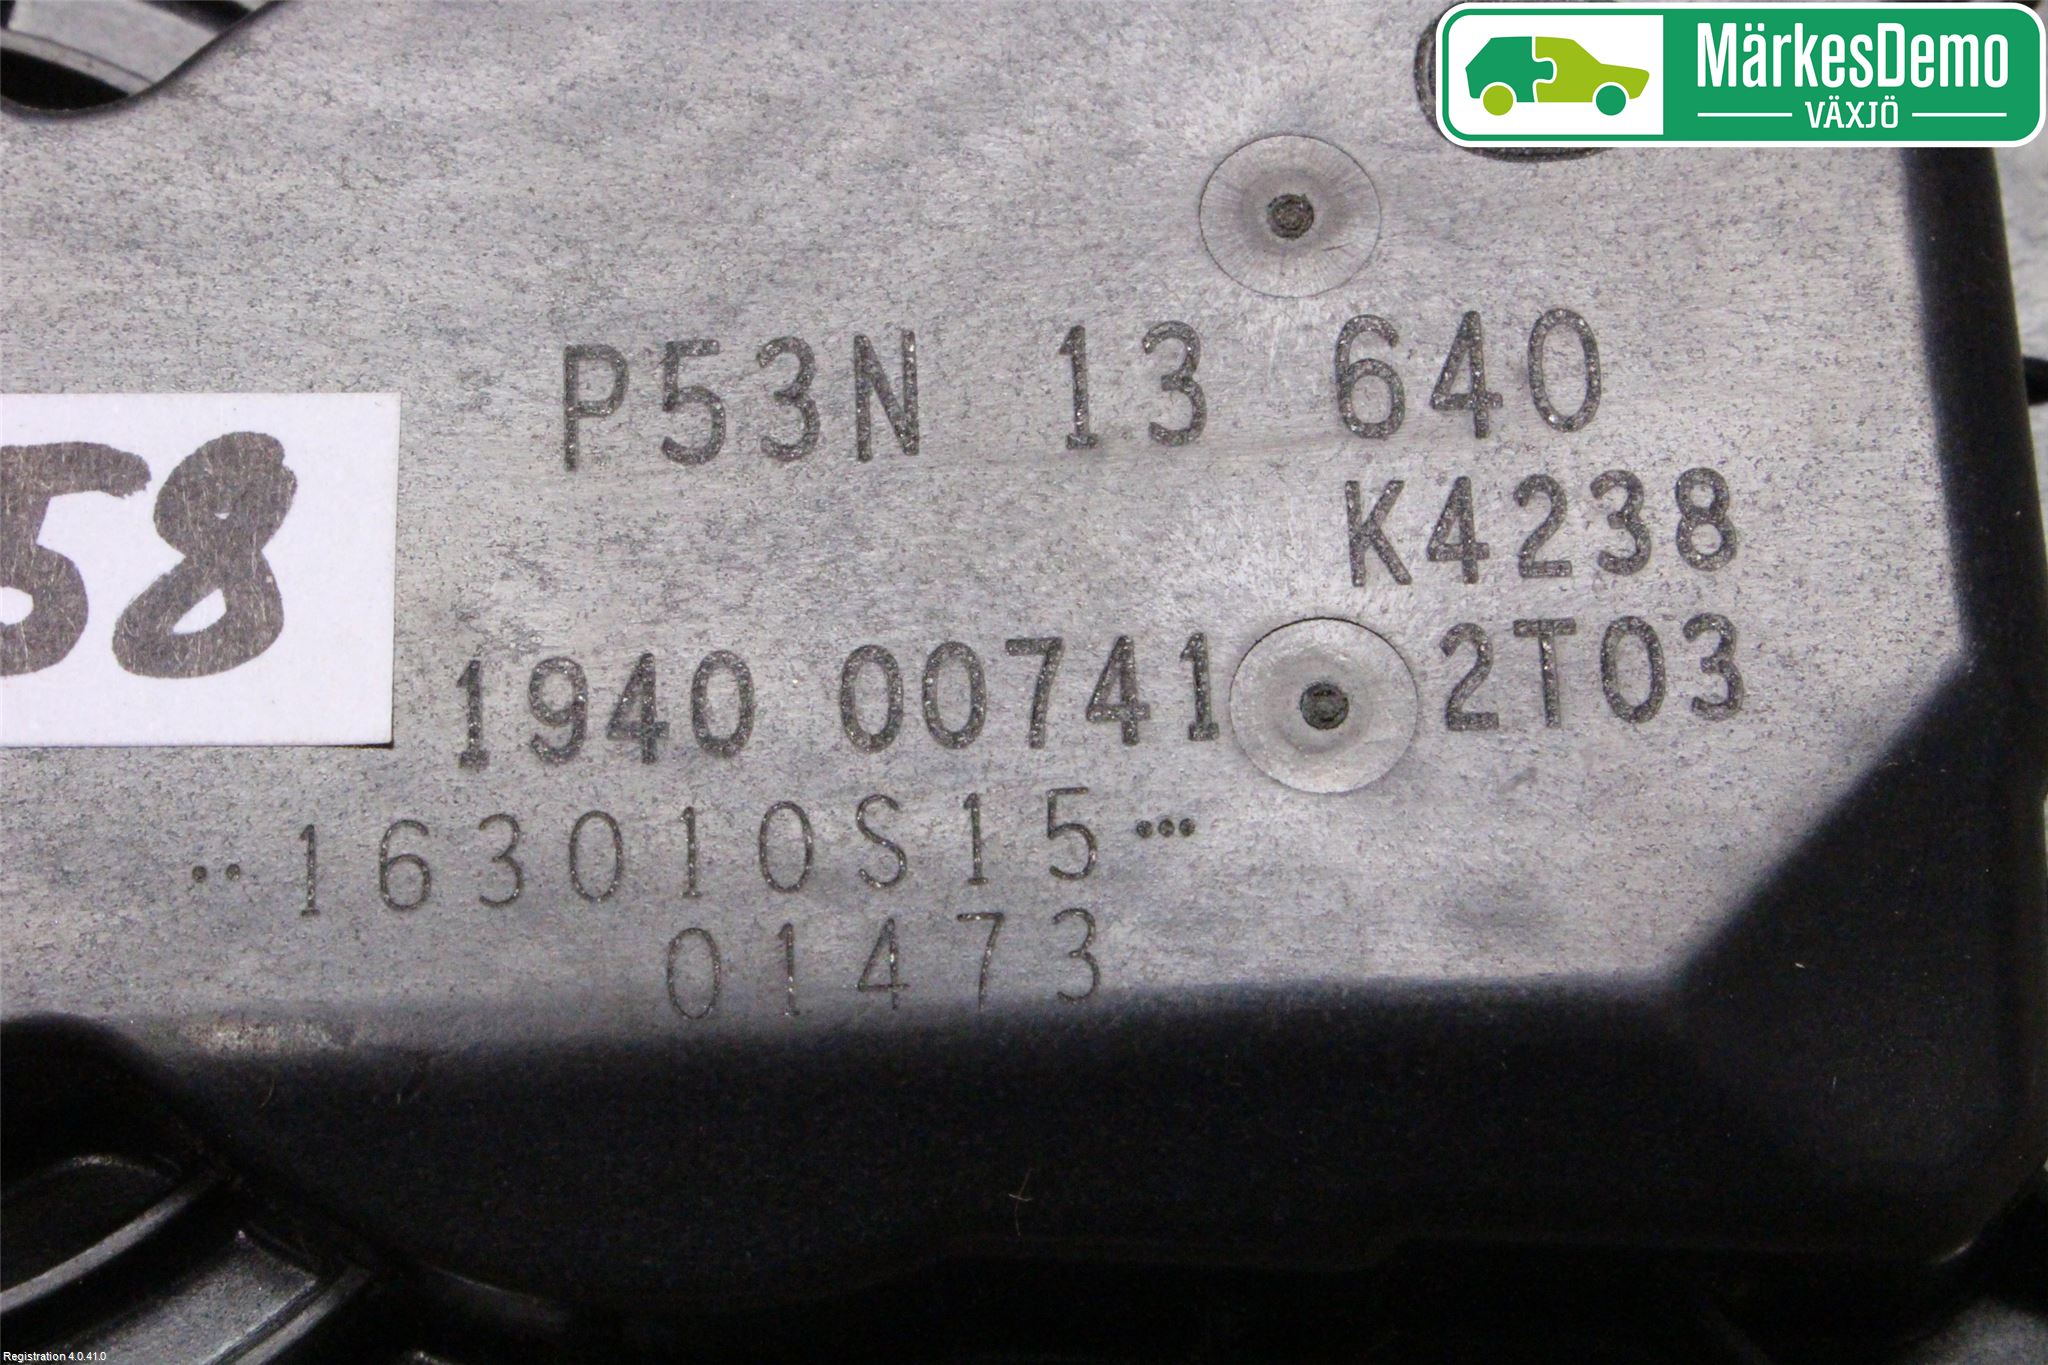 MärkesDemo
VÄXJÖ
P53N 13 640
K4238
58
1940 00741 2T03
··163010S15···
01473
Registration 4.0.41.0